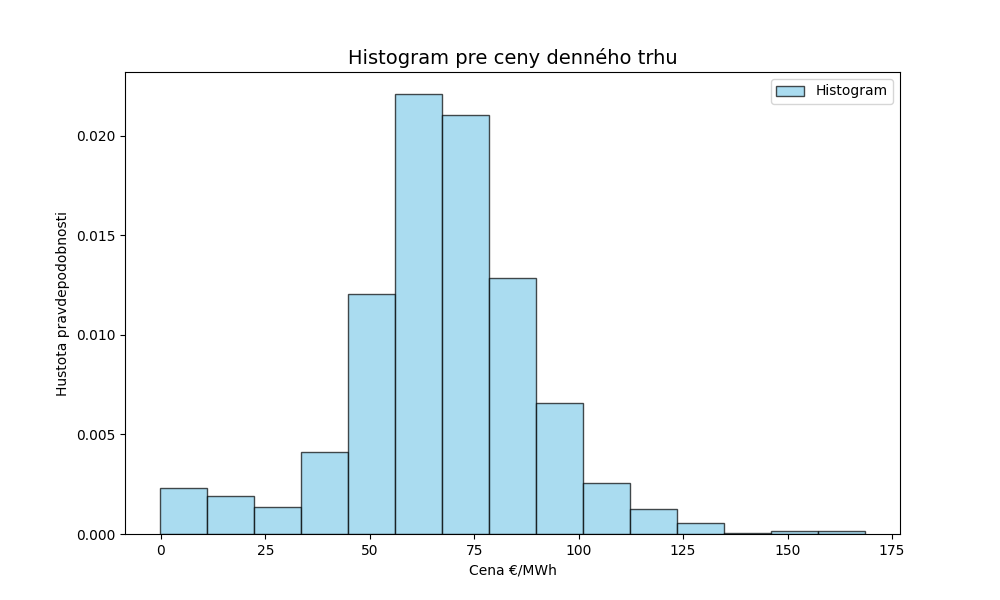 Histogram pre ceny denného trhu
Histogram
Hustota pravdepodobnosti
0.020
0.015
0.010
0.005
0.000
0 25 50 75 100 125 150 175
Cena €/MWh